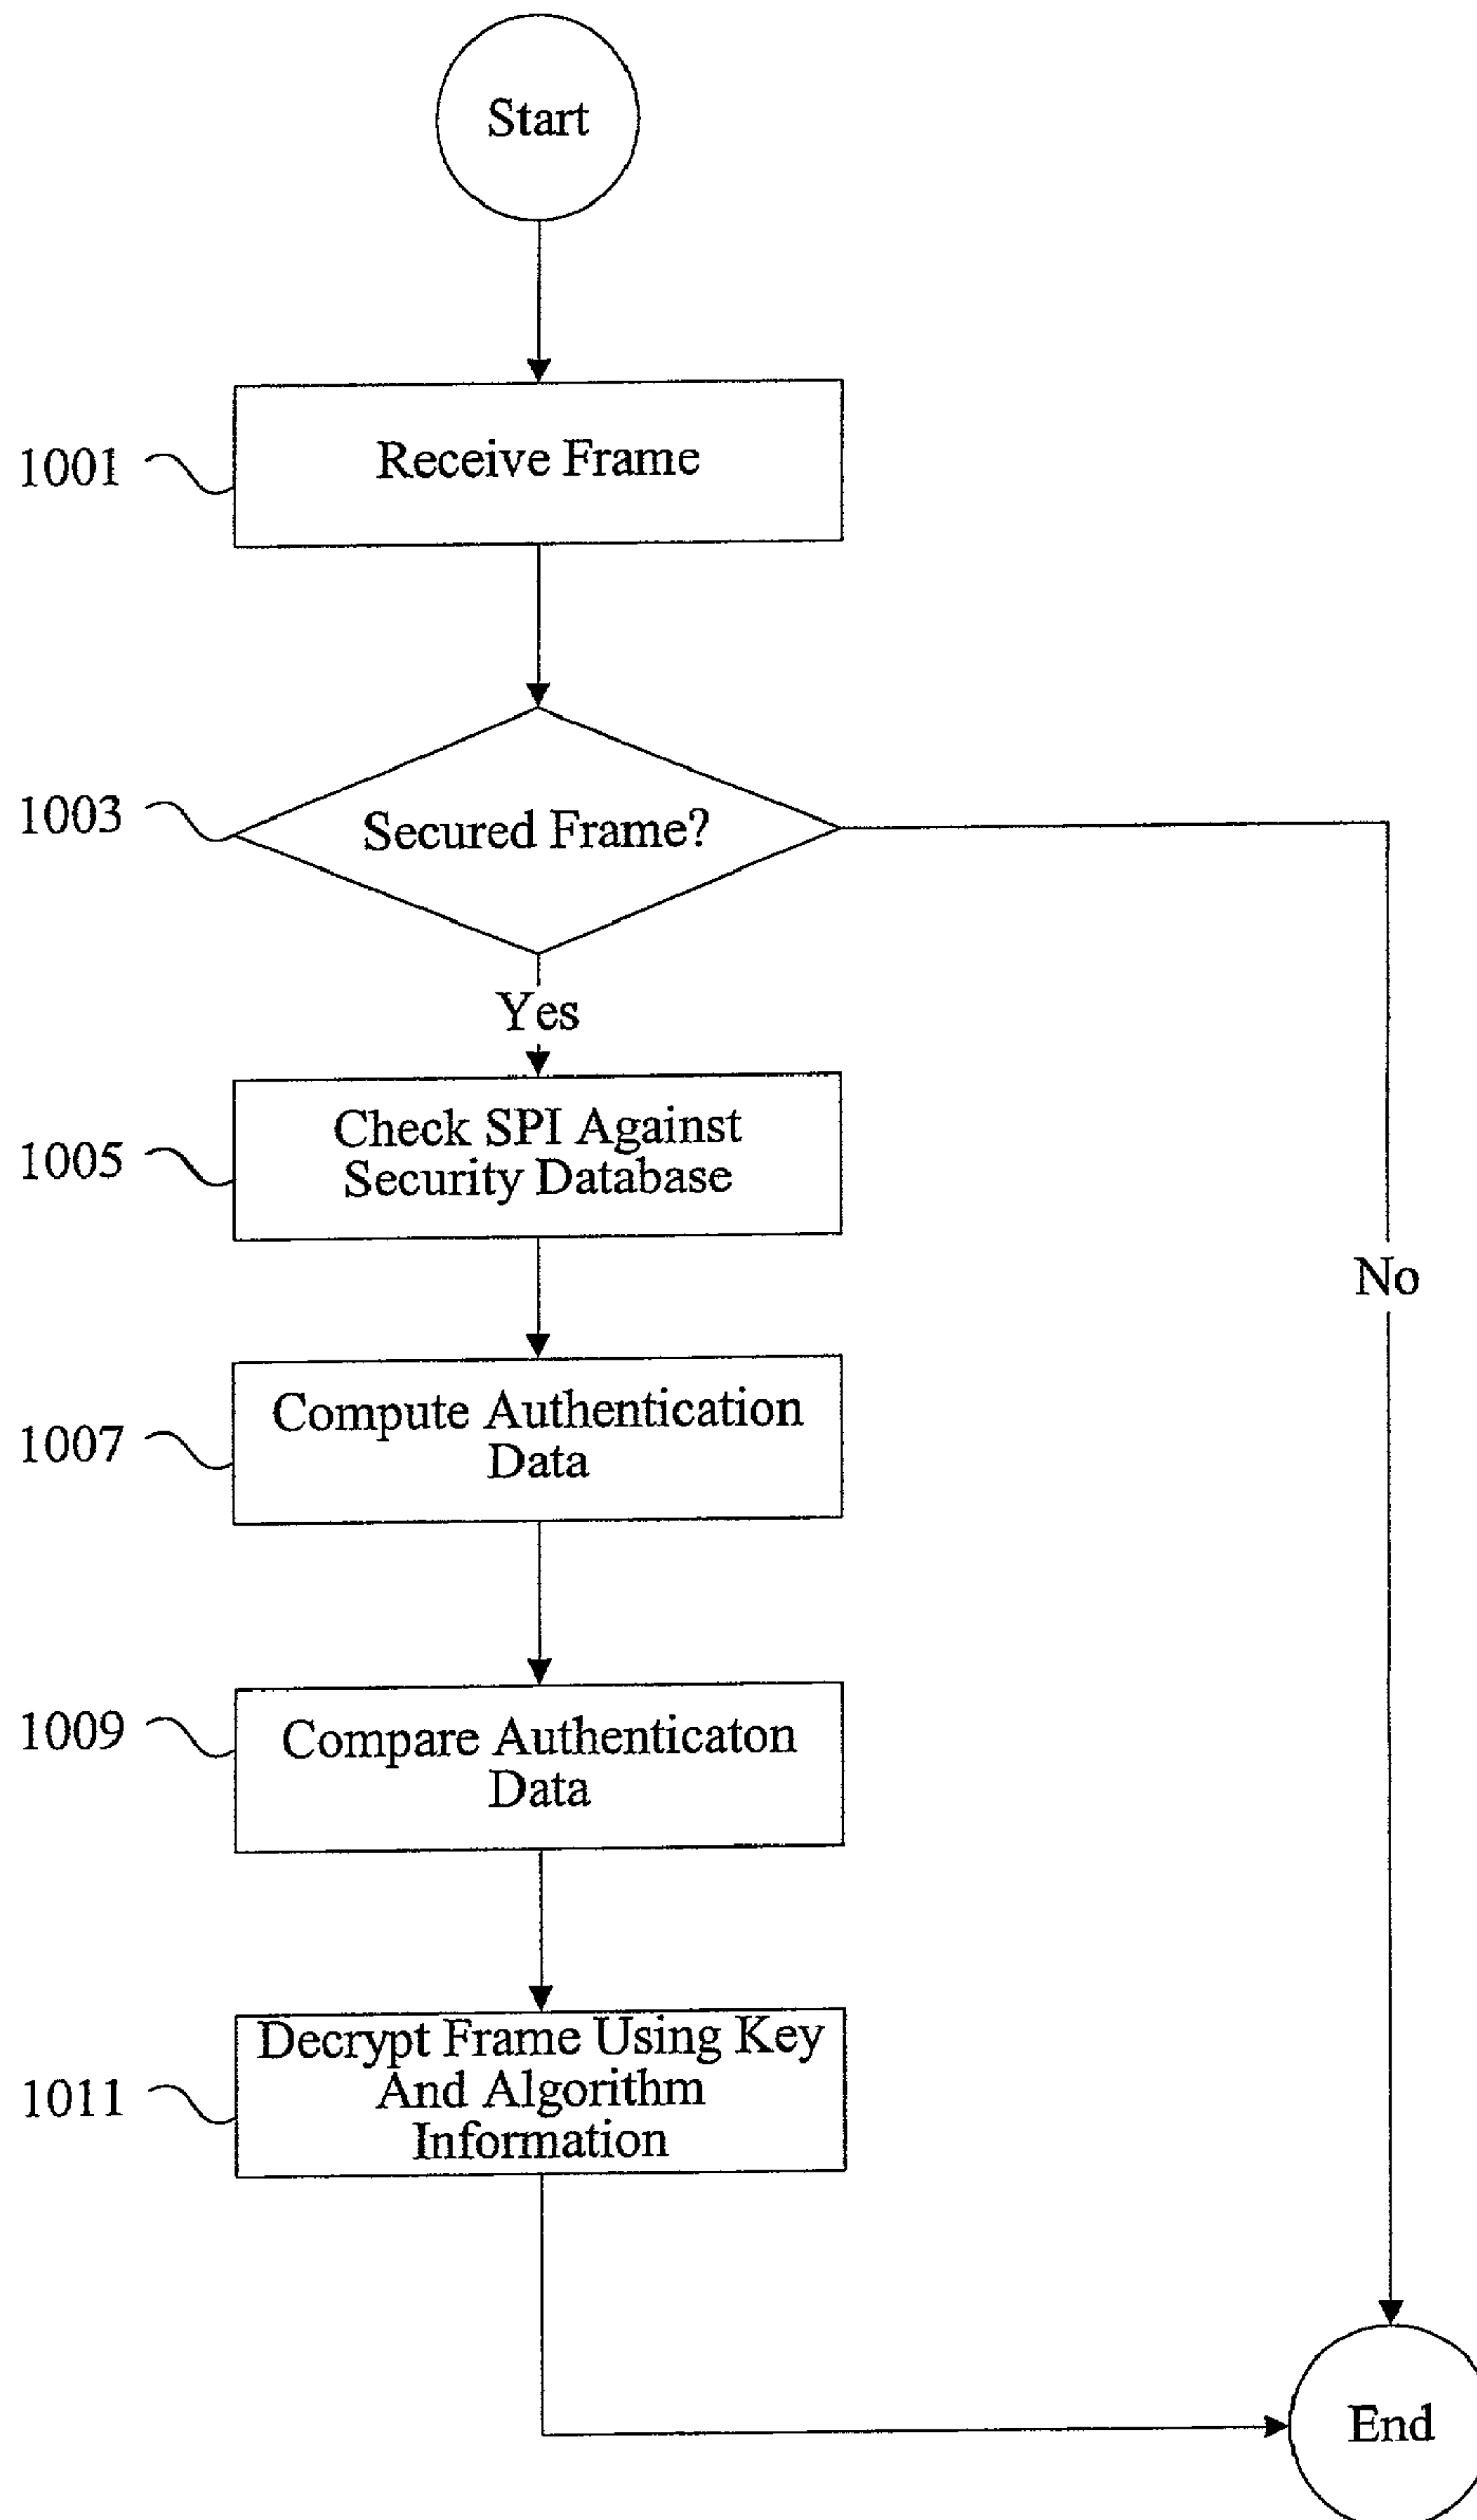 Start
1001
Receive Frame
1003
Secured Frame?
Yes
1005
Check SPI Against
Security Database
No
1007
Compute Authentication
Data
1009
Compare Authenticaton
Data
1011
Decrypt Frame Using Key
And Algorithm
Information
End